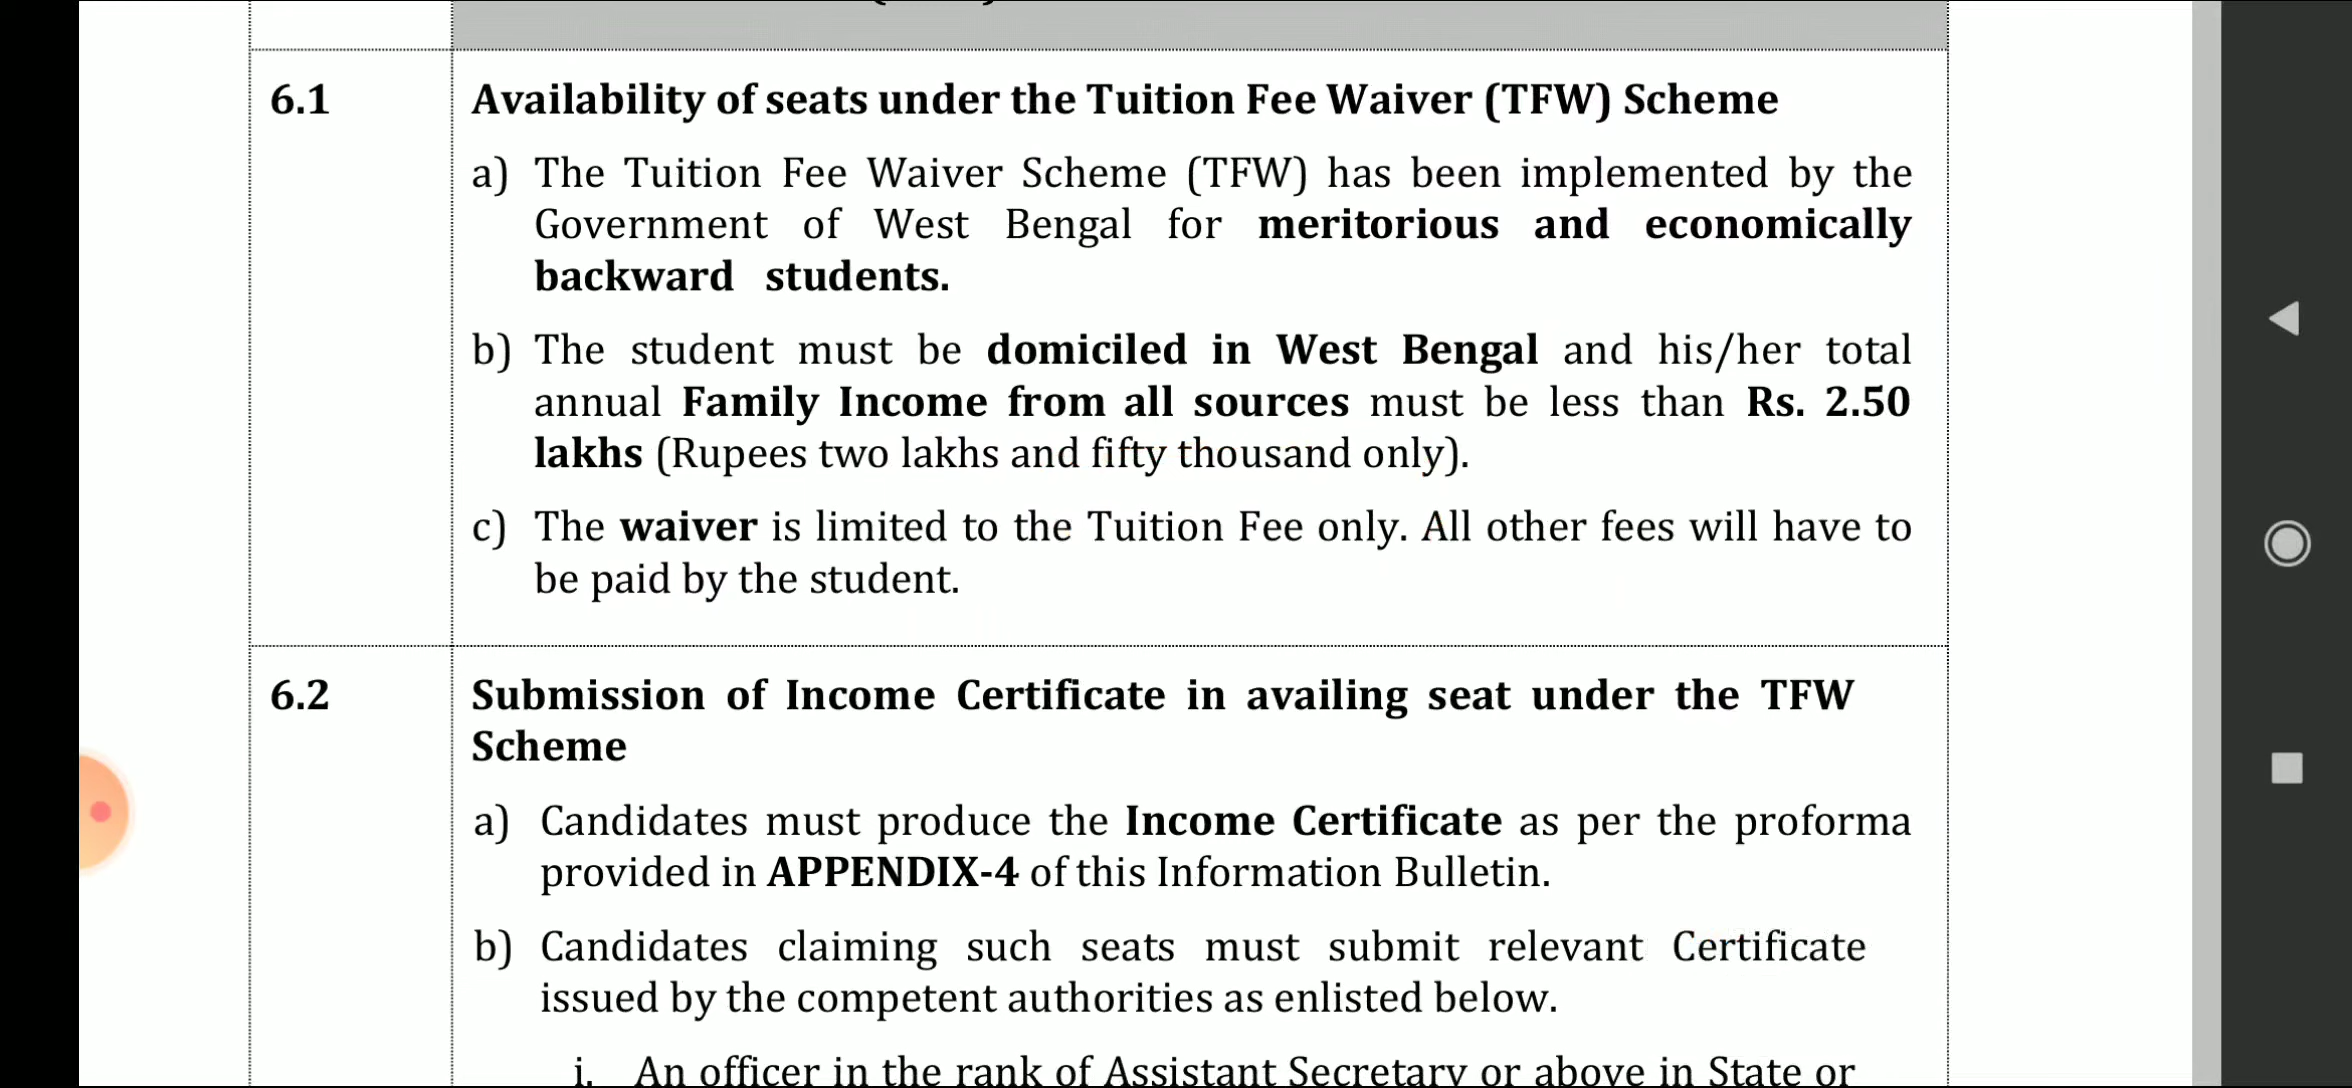 6.1
Availability of seats under the Tuition Fee Waiver (TFW) Scheme
a) The Tuition Fee Waiver Scheme (TFW) has been implemented by the
Government of West Bengal for meritorious and economically
backward students.
b) The student must be domiciled in West Bengal and his/her total
annual Family Income from all sources must be less than Rs. 2.50
lakhs (Rupees two lakhs and fifty thousand only).
c) The waiver is limited to the Tuition Fee only. All other fees will have to
be paid by the student.
6.2
Submission of Income Certificate in availing seat under the TFW
Scheme
a) Candidates must produce the Income Certificate as per the proforma
provided in APPENDIX-4 of this Information Bulletin.
b) Candidates claiming such seats must submit relevant Certificate
issued by the competent authorities as enlisted below.
i. An officer in the rank of Assistant Secretary or above in State or